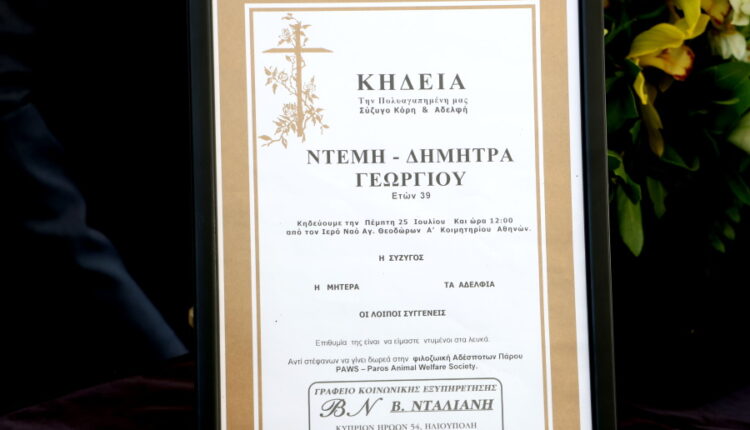 ΚΗΔΕΙΑ
Την Πολυαγαπημένη μας
Σύζυγο Κόρη & Αδελφή
ΝΤΕΜΗ - ΔΗΜΗΤΡΑ
ΓΕΩΡΓΙΟΥ
Ετών 39
Κηδεύουμε την Πέμπτη 25 Ιουλίου Και ώρα 12:00
από τον Ιερό Ναό Αγ. Θεοδώρων Α' Κοιμητηρίου Αθηνών.
Η ΣΥΖΥΓΟΣ
Η ΜΗΤΕΡΑ ΤΑ ΑΔΕΛΦΙΑ
ΟΙ ΛΟΙΠΟΙ ΣΥΓΓΕΝΕΙΣ
Επιθυμία της είναι να είμαστε ντυμένοι στα λευκά.
Αντί στέφανων να γίνει δωρεά στην φιλοζωική Αδέσποτων Πάρου
PAWS – Paros Animal Welfare Society.
ΓΡΑΦΕΙΟ ΚΟΙΝΩΝΙΚΗΣ ΕΞΥΠΗΡΕΤΗΣΗΣ
ΒΝ Β. ΝΤΑΛΙΑΝΗ
ΚΥΠΡΙΩΝ ΗΡΩΩΝ 54, ΗΛΙΟΥΠΟΛΗ